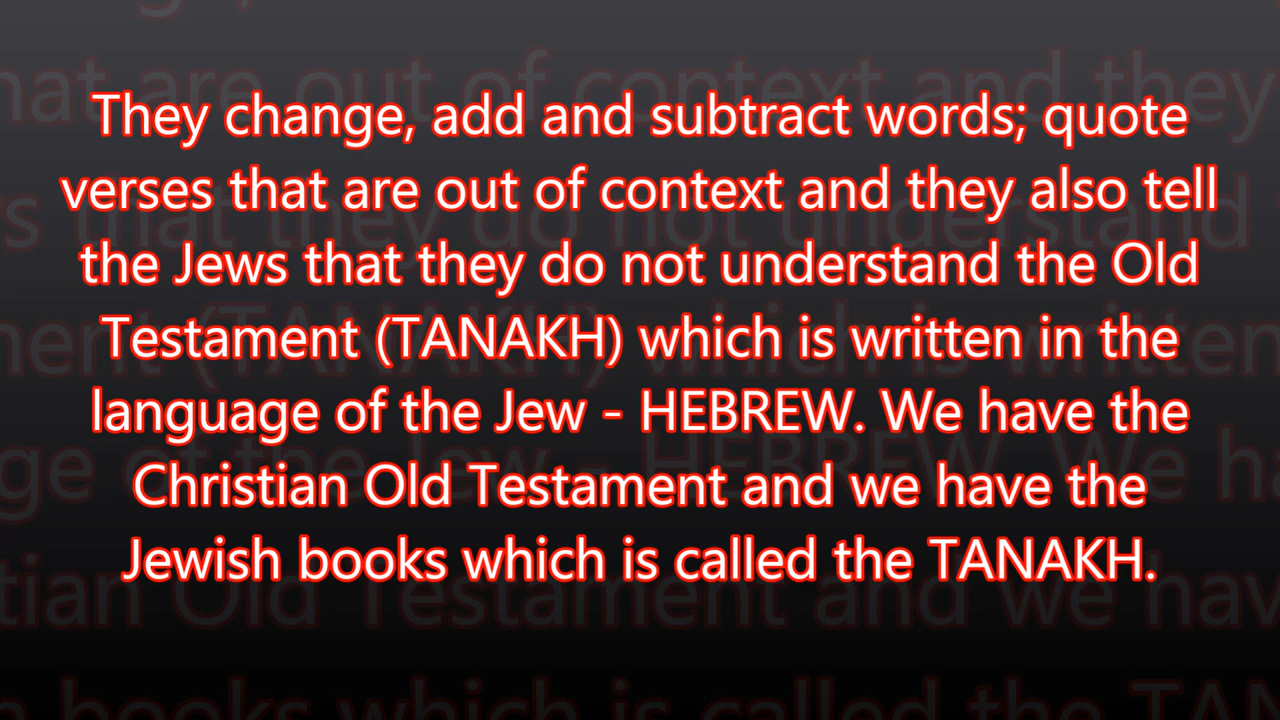 They change, add and subtract words; quote
verses that are out of context and they also tell
the Jews that they do not understand the Old
Testament (TANAKH) which is written in the
language of the Jew - HEBREW. We have the
Christian Old Testament and we have the
Jewish books which is called the TANAKH.